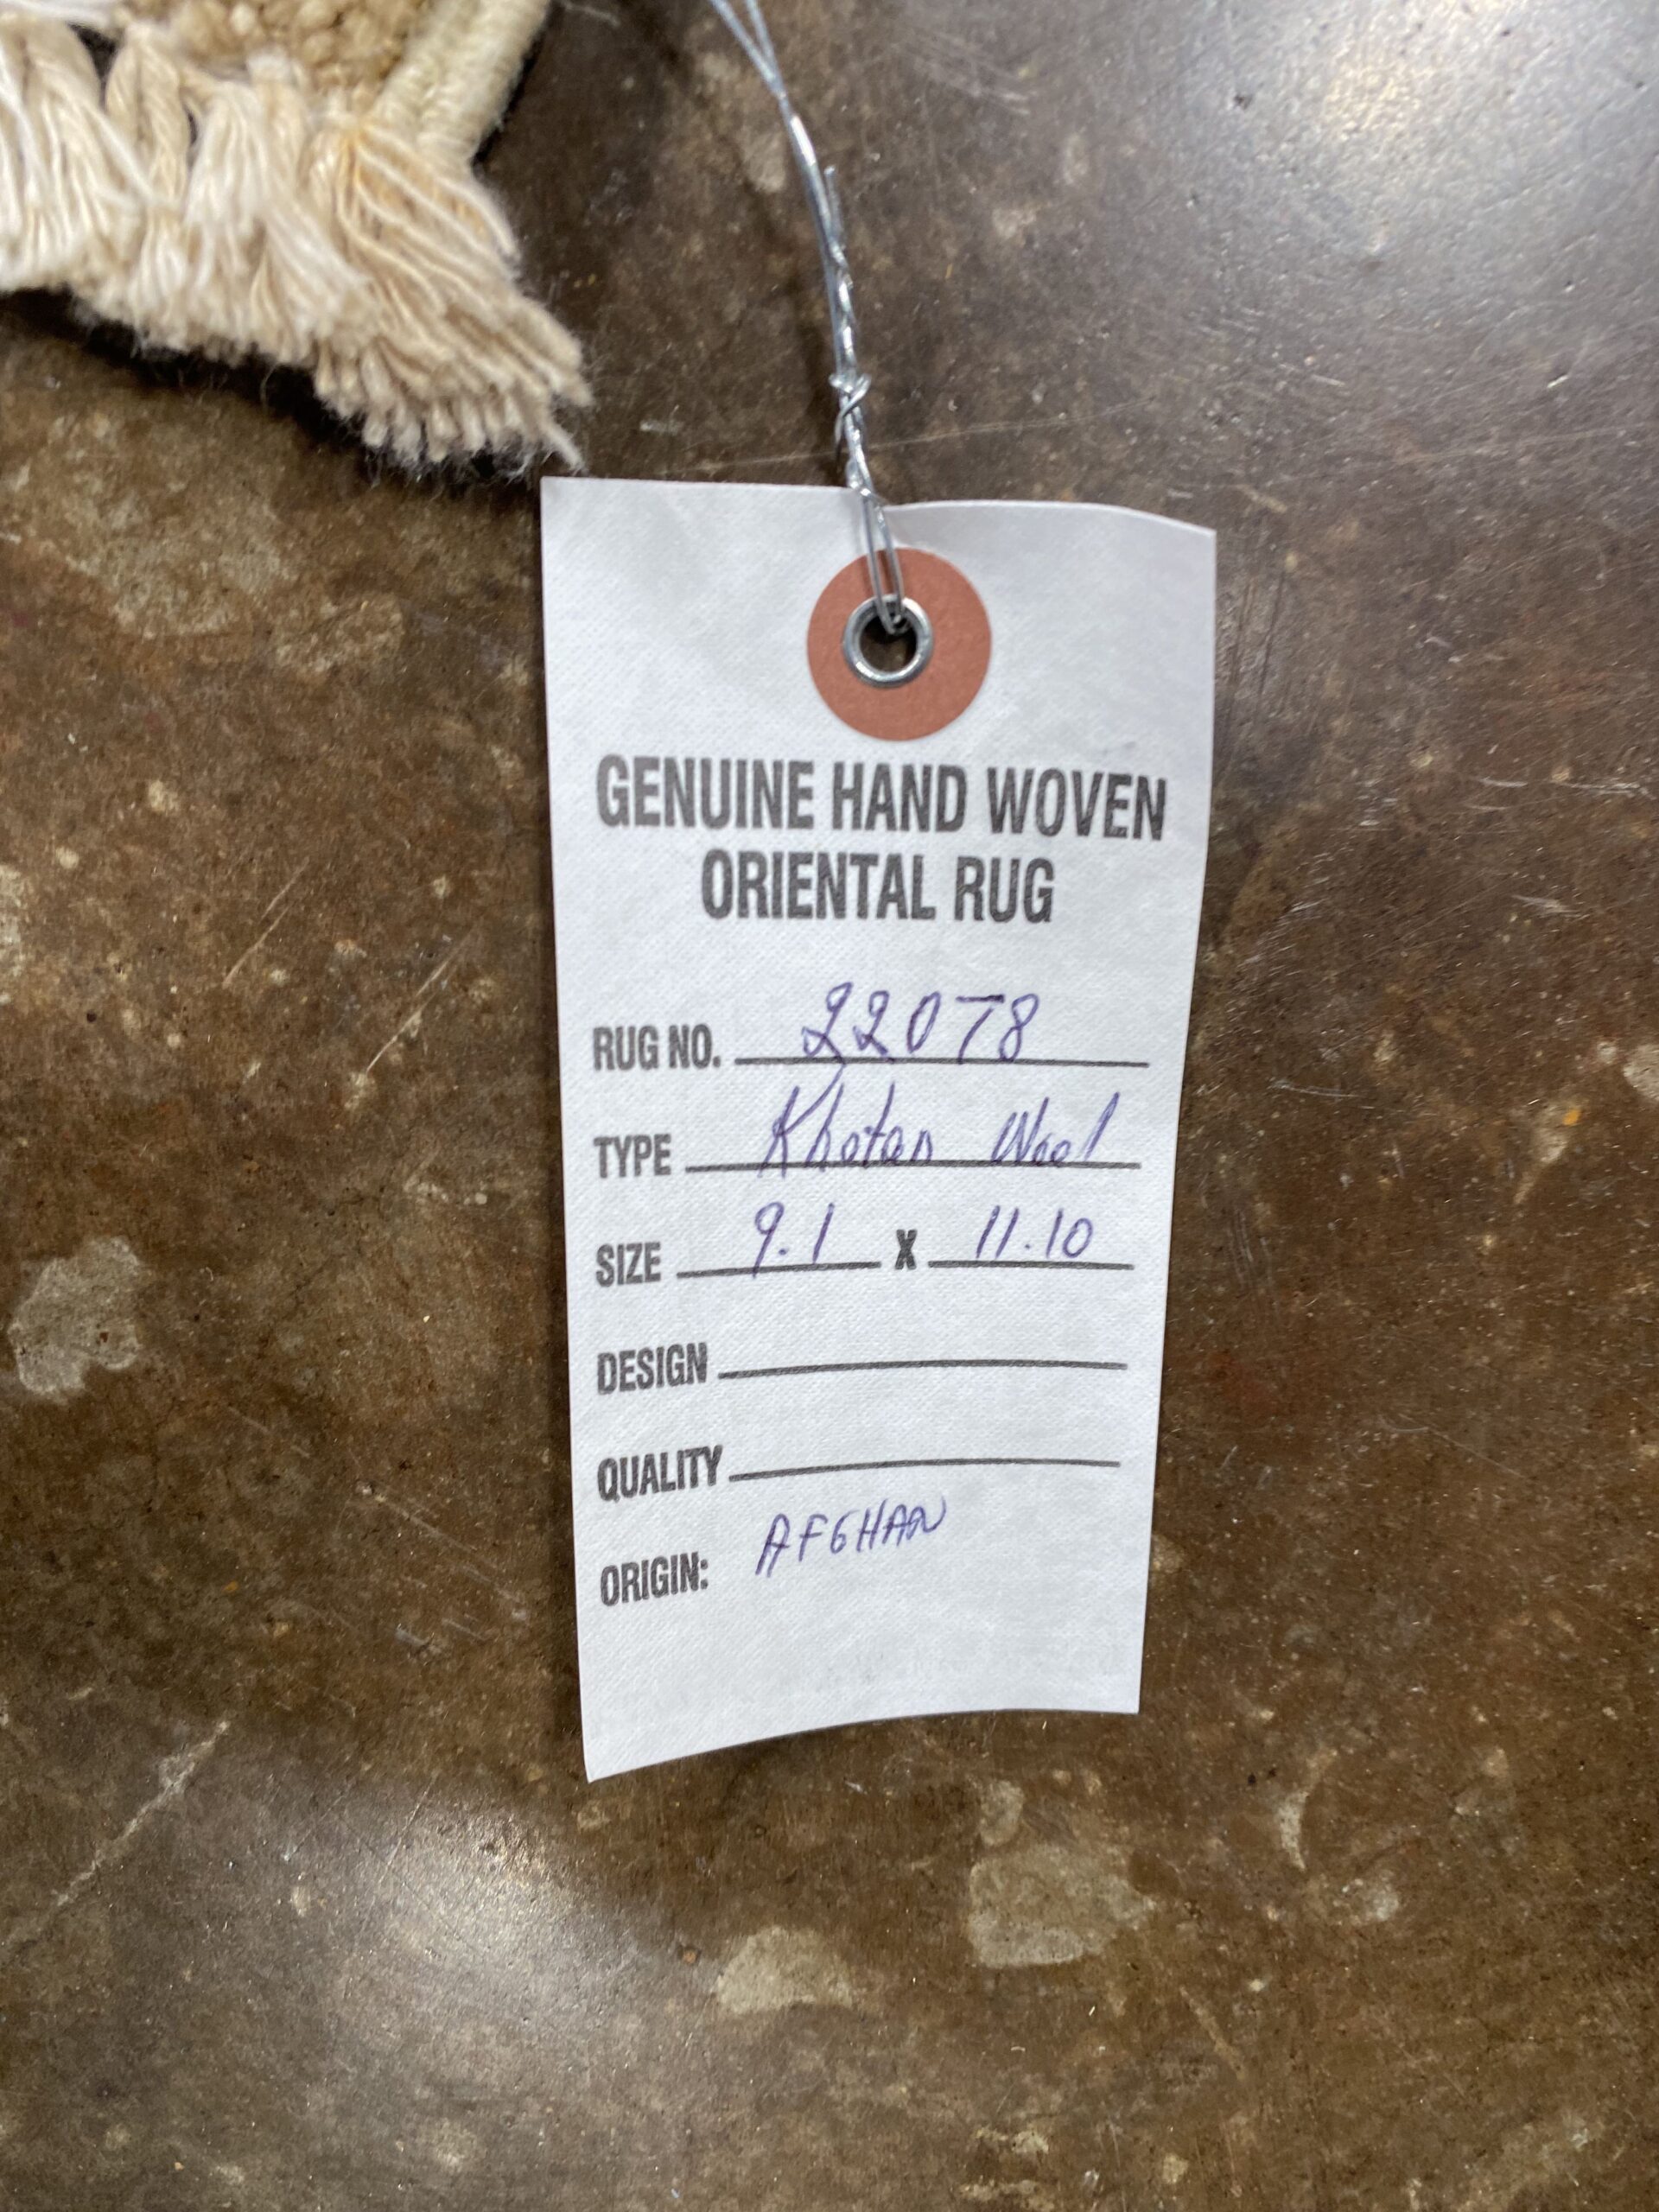 GENUINE HAND WOVEN
ORIENTAL RUG
RUG NO. 22078
TYPE Khotan Wool
SIZE 9.1 X 11.10
DESIGN
QUALITY
ORIGIN: AFGHAN